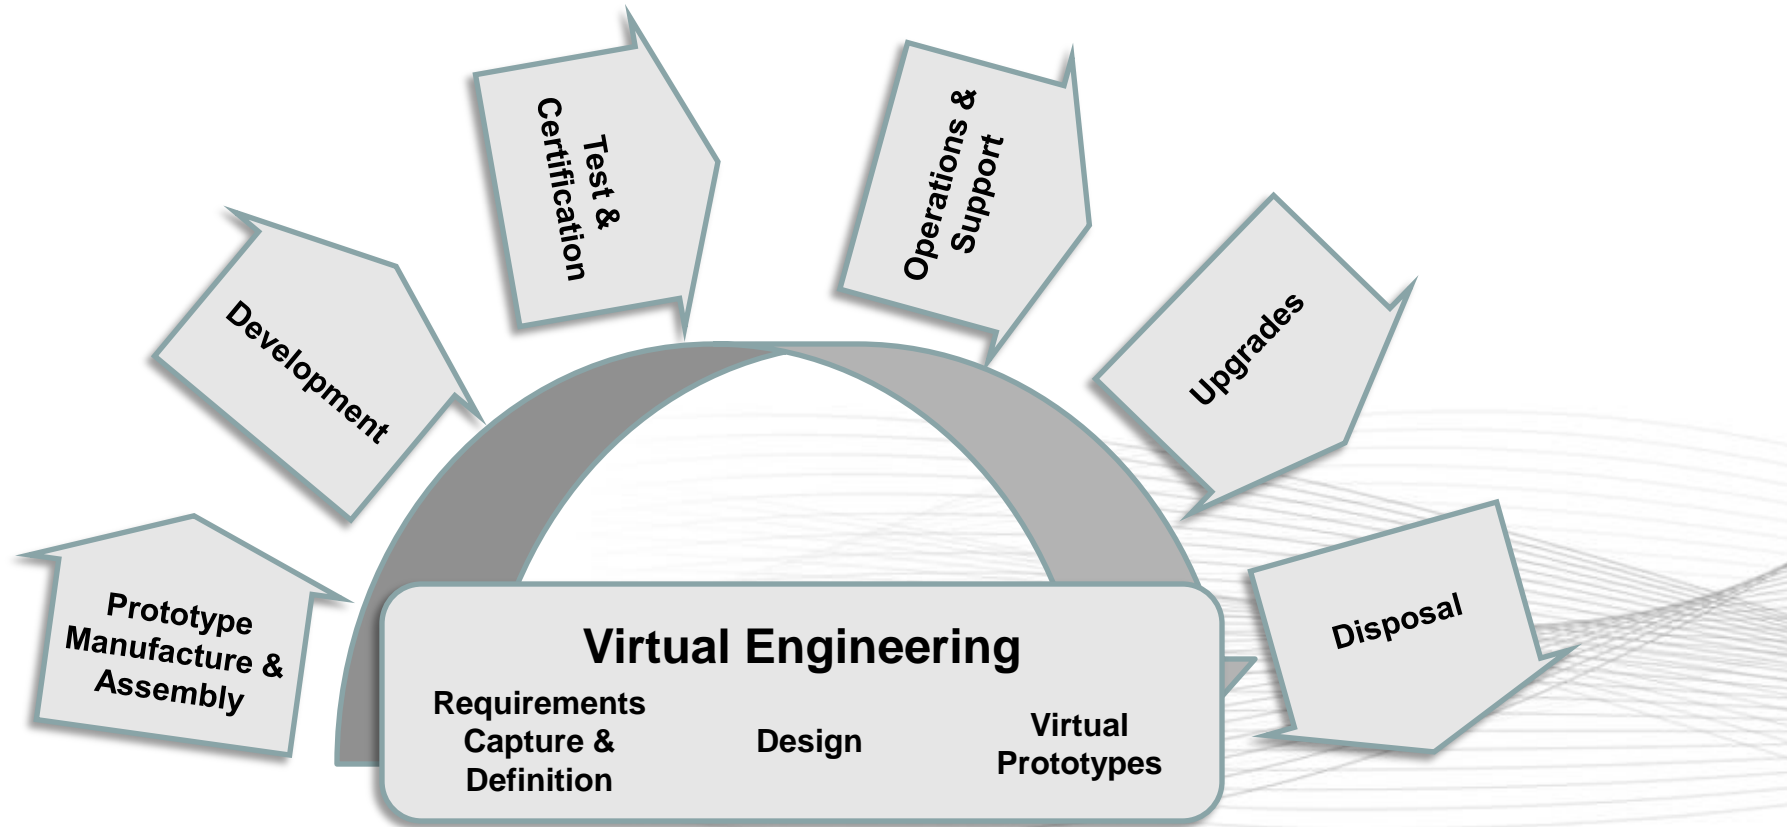 Test &
Certification
Operations &
Support
Development
Upgrades
Prototype
Manufacture &
Assembly
Disposal
Virtual Engineering
Requirements
Capture &
Definition
Design
Virtual
Prototypes